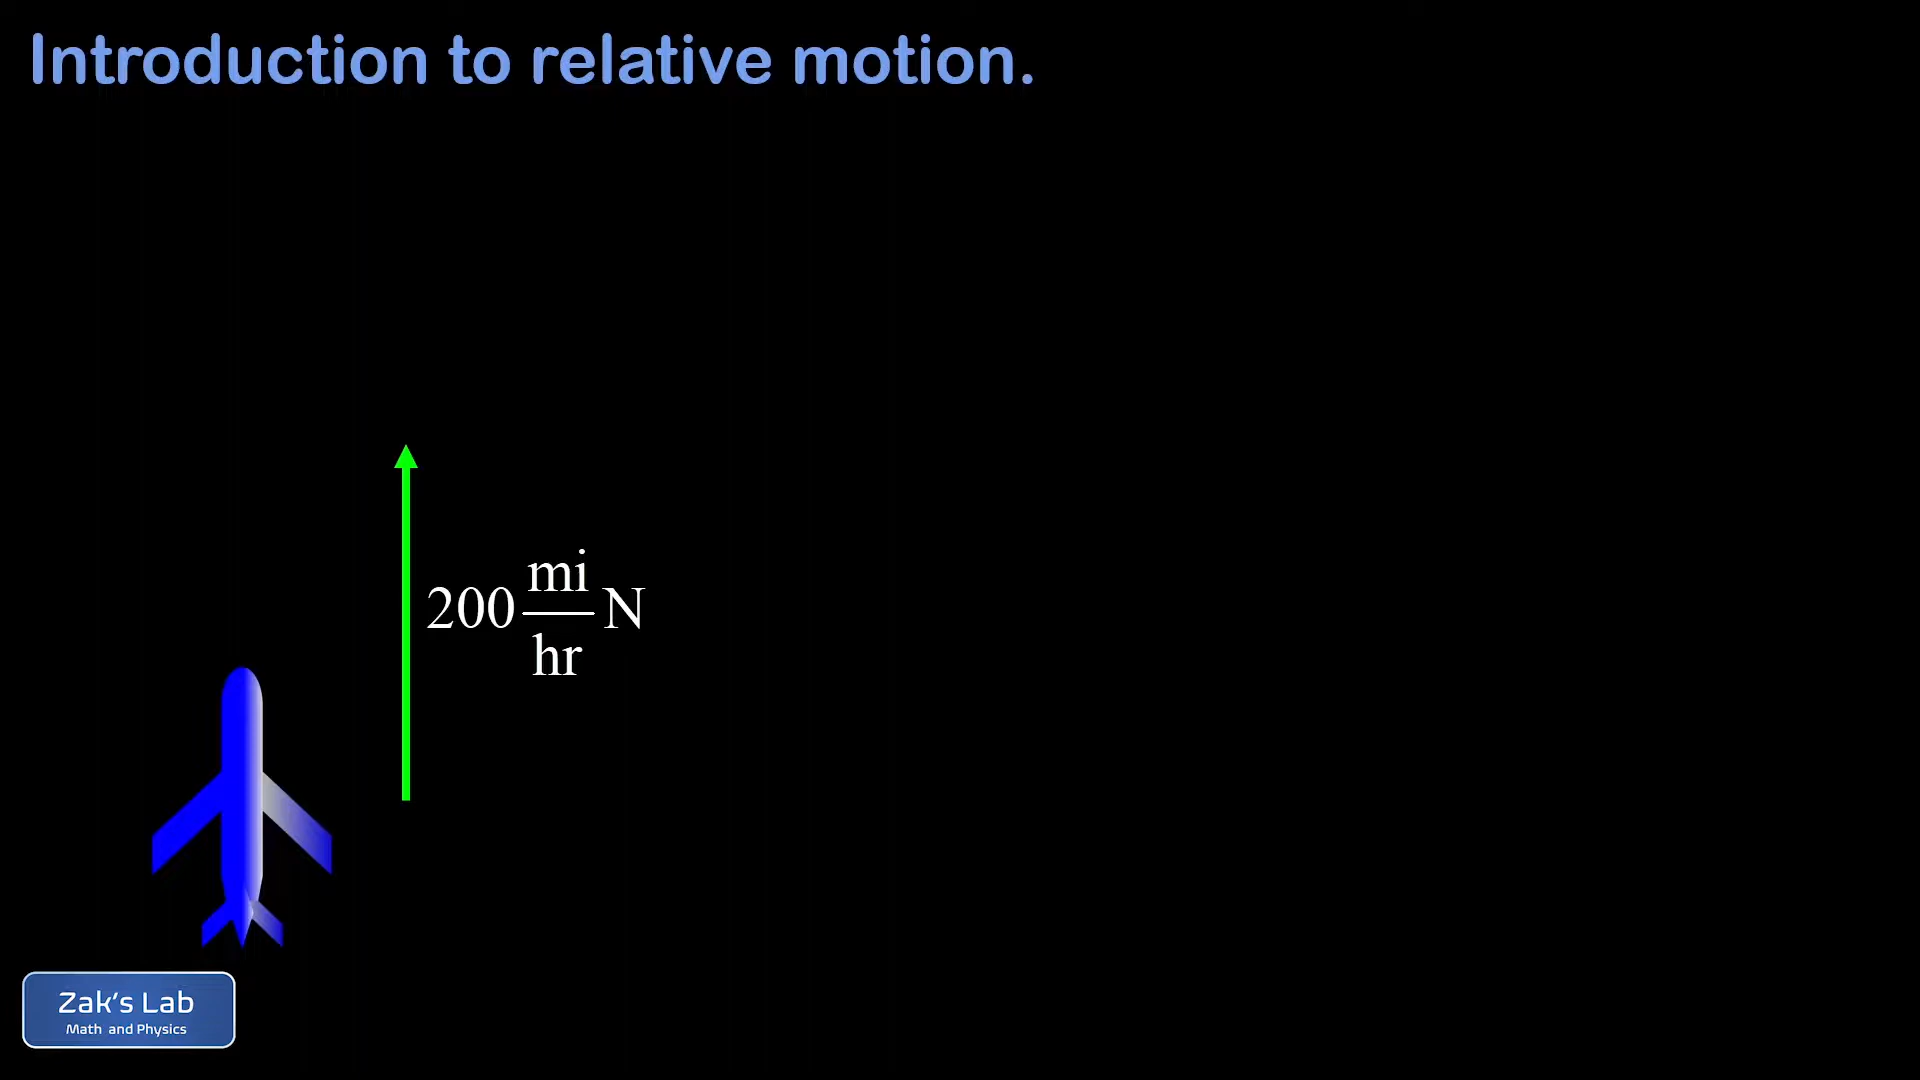 Introduction to relative motion.
200 mi/hr N
Zak's Lab
Math and Physics